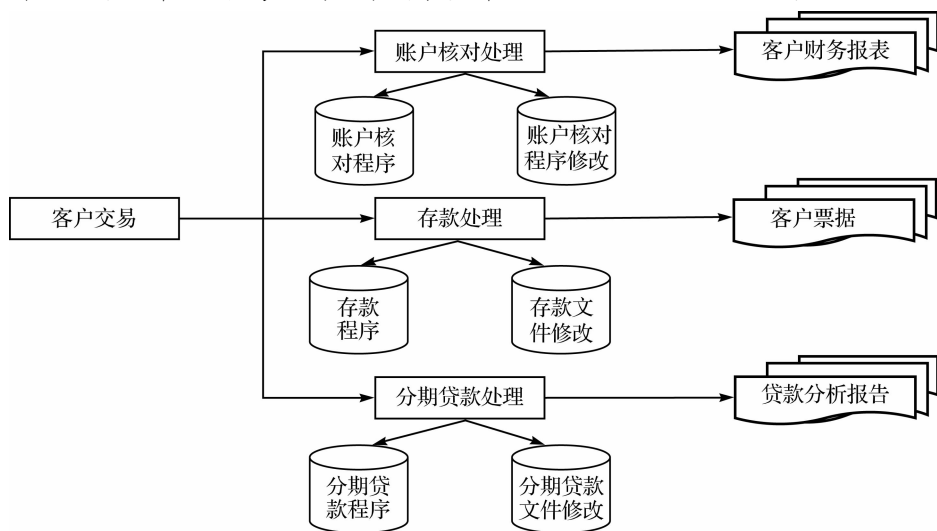 账户核对处理
客户财务报表
账户核
对程序
账户核对
程序修改
客户交易
存款处理
客户票据
存款
程序
存款文
件修改
分期贷款处理
贷款分析报告
分期贷
款程序
分期贷款
文件修改